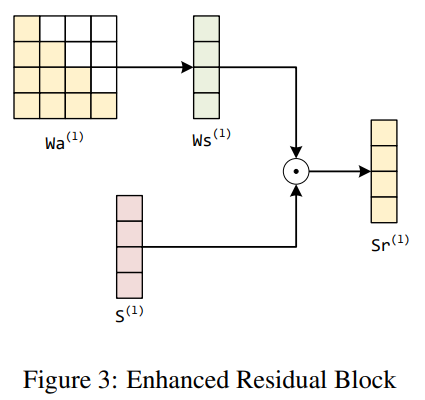 Wa(1)
Ws(1)
S(1)
Sr(1)
Figure 3: Enhanced Residual Block